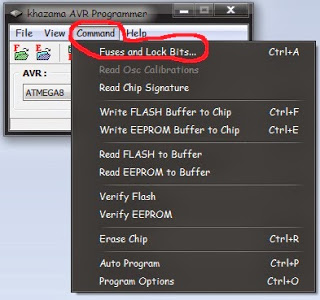 khazama AVR Programmer
File View Command Help
AVR :
ATMEGA8
Fuses and Lock Bits... Ctrl+A
Read Osc Calibrations
Read Chip Signature
Write FLASH Buffer to Chip Ctrl+F
Write EEPROM Buffer to Chip Ctrl+E
Read FLASH to Buffer
Read EEPROM to Buffer
Verify Flash
Verify EEPROM
Erase Chip Ctrl+R
Auto Program Ctrl+P
Program Options Ctrl+O